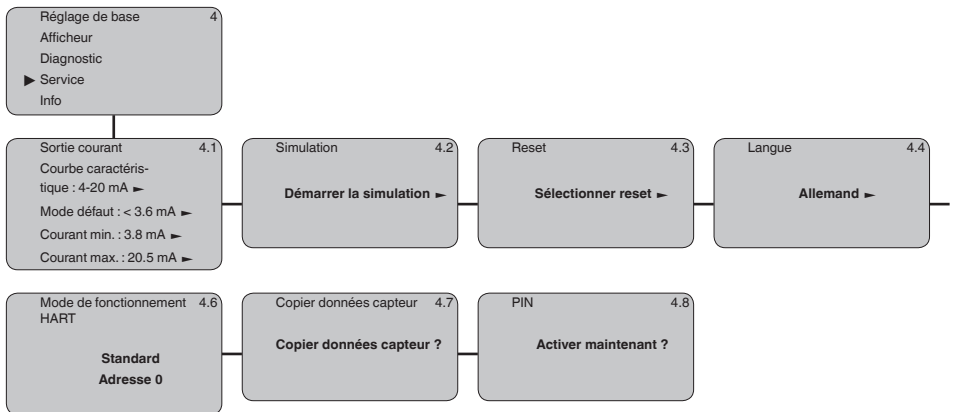 Réglage de base 4
Afficheur
Diagnostic
▶ Service
Info
Sortie courant 4.1
Courbe caractéris-
tique : 4-20 mA ►
Mode défaut : < 3.6 mA ►
Courant min. : 3.8 mA ►
Courant max. : 20.5 mA ►
Simulation 4.2
Démarrer la simulation ►
Reset 4.3
Sélectionner reset ►
Langue 4.4
Allemand ►
Mode de fonctionnement 4.6
HART
Standard
Adresse 0
Copier données capteur 4.7
Copier données capteur ?
PIN 4.8
Activer maintenant ?